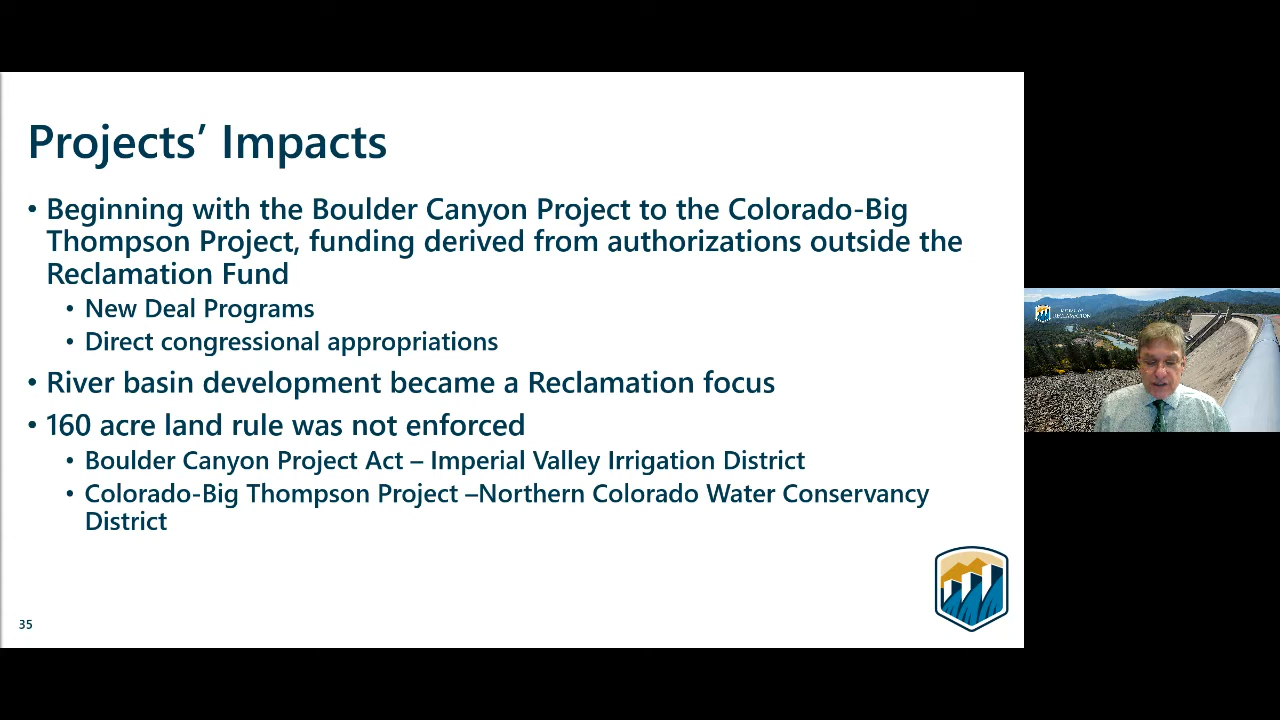 Projects’ Impacts
• Beginning with the Boulder Canyon Project to the Colorado-Big
Thompson Project, funding derived from authorizations outside the
Reclamation Fund
• New Deal Programs
• Direct congressional appropriations
• River basin development became a Reclamation focus
• 160 acre land rule was not enforced
• Boulder Canyon Project Act – Imperial Valley Irrigation District
• Colorado-Big Thompson Project –Northern Colorado Water Conservancy
District
35
RECLAMATION